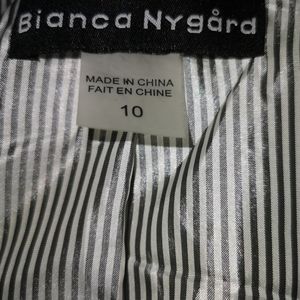 Bianca Nygård
MADE IN CHINA
FAIT EN CHINE
10